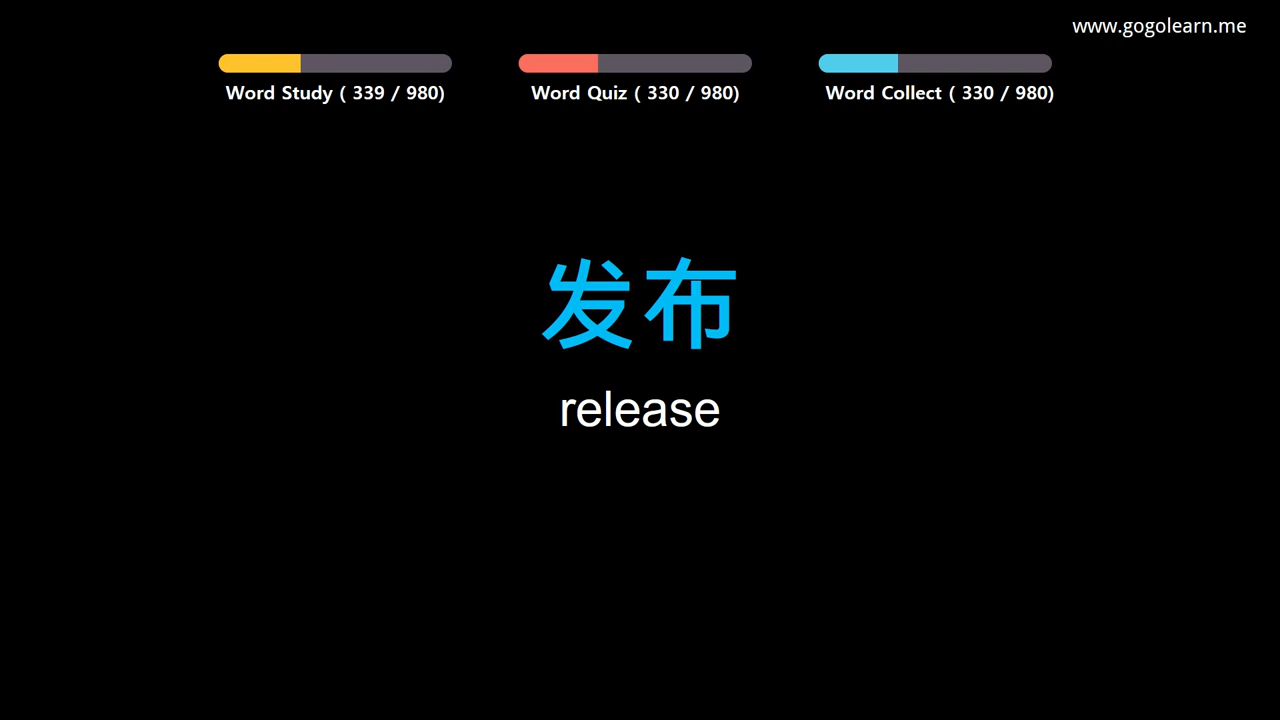 www.gogolearn.me
Word Study ( 339 / 980)
Word Quiz ( 330 / 980)
Word Collect ( 330 / 980)
发布
release